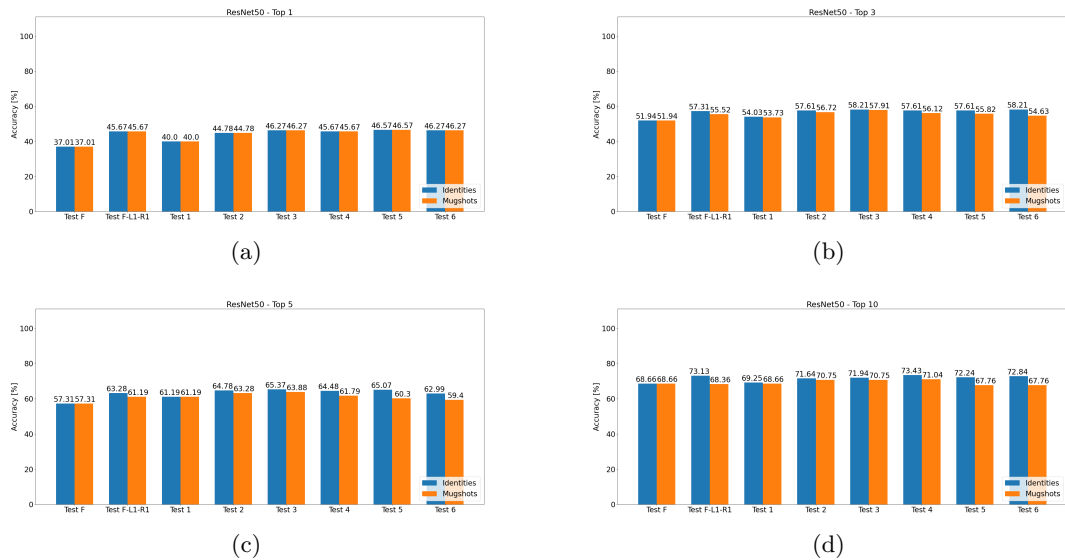 ResNet50 - Top 1
Accuracy [%]
100
80
60
40
20
0
37.01 37.01 45.67 45.67 40.0 40.0 44.78 44.78 46.27 46.27 45.67 45.67 46.57 46.57 46.27 46.27
Test F Test F-L1-R1 Test 1 Test 2 Test 3 Test 4 Test 5 Test 6
Identities
Mugshots
(a)
ResNet50 - Top 3
Accuracy [%]
100
80
60
40
20
0
51.94 51.94 57.31 55.52 54.03 53.73 57.61 56.72 58.21 57.91 57.61 56.12 57.61 55.82 58.21 54.63
Test F Test F-L1-R1 Test 1 Test 2 Test 3 Test 4 Test 5 Test 6
Identities
Mugshots
(b)
ResNet50 - Top 5
Accuracy [%]
100
80
60
40
20
0
57.31 57.31 63.28 61.19 61.19 61.19 64.78 63.28 65.37 63.88 64.48 61.79 65.07 60.3 62.99 59.4
Test F Test F-L1-R1 Test 1 Test 2 Test 3 Test 4 Test 5 Test 6
Identities
Mugshots
(c)
ResNet50 - Top 10
Accuracy [%]
100
80
60
40
20
0
68.66 68.66 73.13 68.36 69.25 68.66 71.64 70.75 71.94 70.75 73.43 71.04 72.24 67.76 72.84 67.76
Test F Test F-L1-R1 Test 1 Test 2 Test 3 Test 4 Test 5 Test 6
Identities
Mugshots
(d)